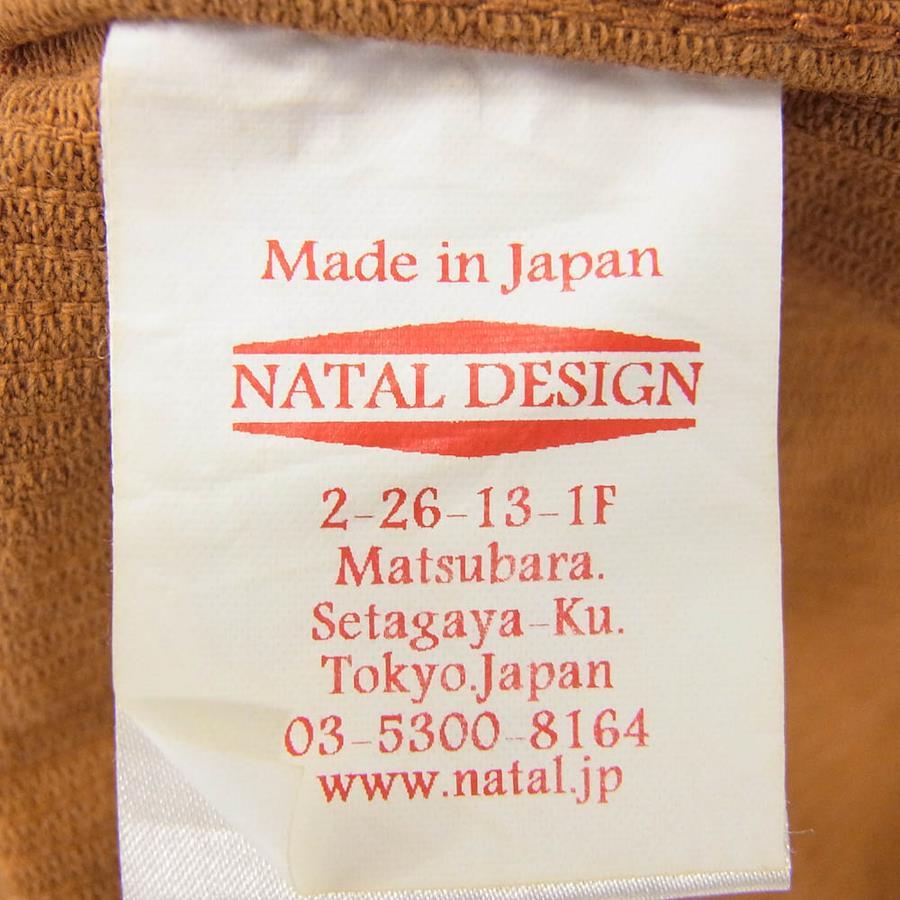 Made in Japan
NATAL DESIGN
2-26-13-1F
Matsubara.
Setagaya-Ku.
Tokyo.Japan
03-5300-8164
www.natal.jp